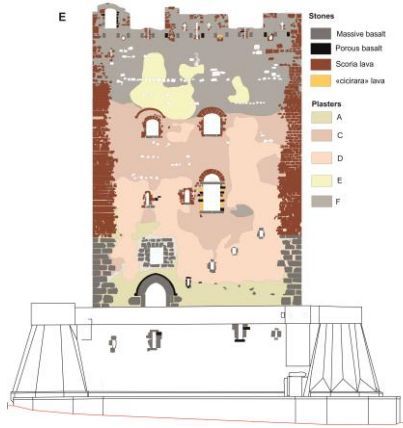 E
Stones
Massive basalt
Porous basalt
Scoria lava
«cicirara» lava
Plasters
A
C
D
E
F